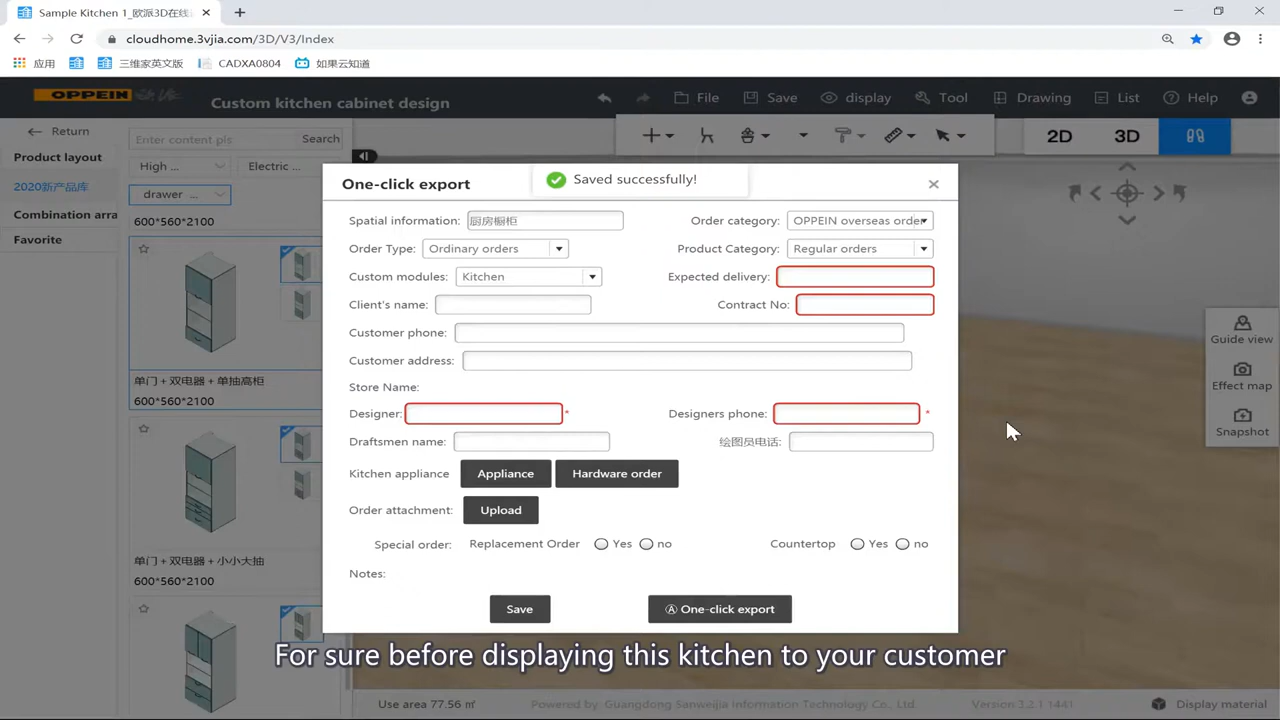 Sample Kitchen 1_欧派3D在线
cloudhome.3vjia.com/3D/V3/Index
应用 三维家英文版 CADXA0804 如果云知道
OPPEIN Custom kitchen cabinet design File Save display Tool Drawing List Help
Return Enter content pls Search
Product layout High ... Electric ... 2D 3D
2020新产品库 drawer ...
Combination arra 600*560*2100
Favorite
单门 + 双电器 + 单抽高柜
600*560*2100
单门 + 双电器 + 小小大抽
600*560*2100
One-click export Saved successfully!
Spatial information: 厨房橱柜 Order category: OPPEIN overseas order
Order Type: Ordinary orders Product Category: Regular orders
Custom modules: Kitchen Expected delivery:
Client's name: Contract No:
Customer phone:
Customer address:
Store Name:
Designer: * Designers phone: *
Draftsmen name: 绘图员电话:
Kitchen appliance Appliance Hardware order
Order attachment: Upload
Special order: Replacement Order Yes no Countertop Yes no
Notes:
Save A One-click export
Guide view
Effect map
Snapshot
For sure before displaying this kitchen to your customer
Use area 77.56 ㎡ Powered by: Guangdong Sanweijia Information Technology Co., Ltd. Version 3.2.1 1441 Display material